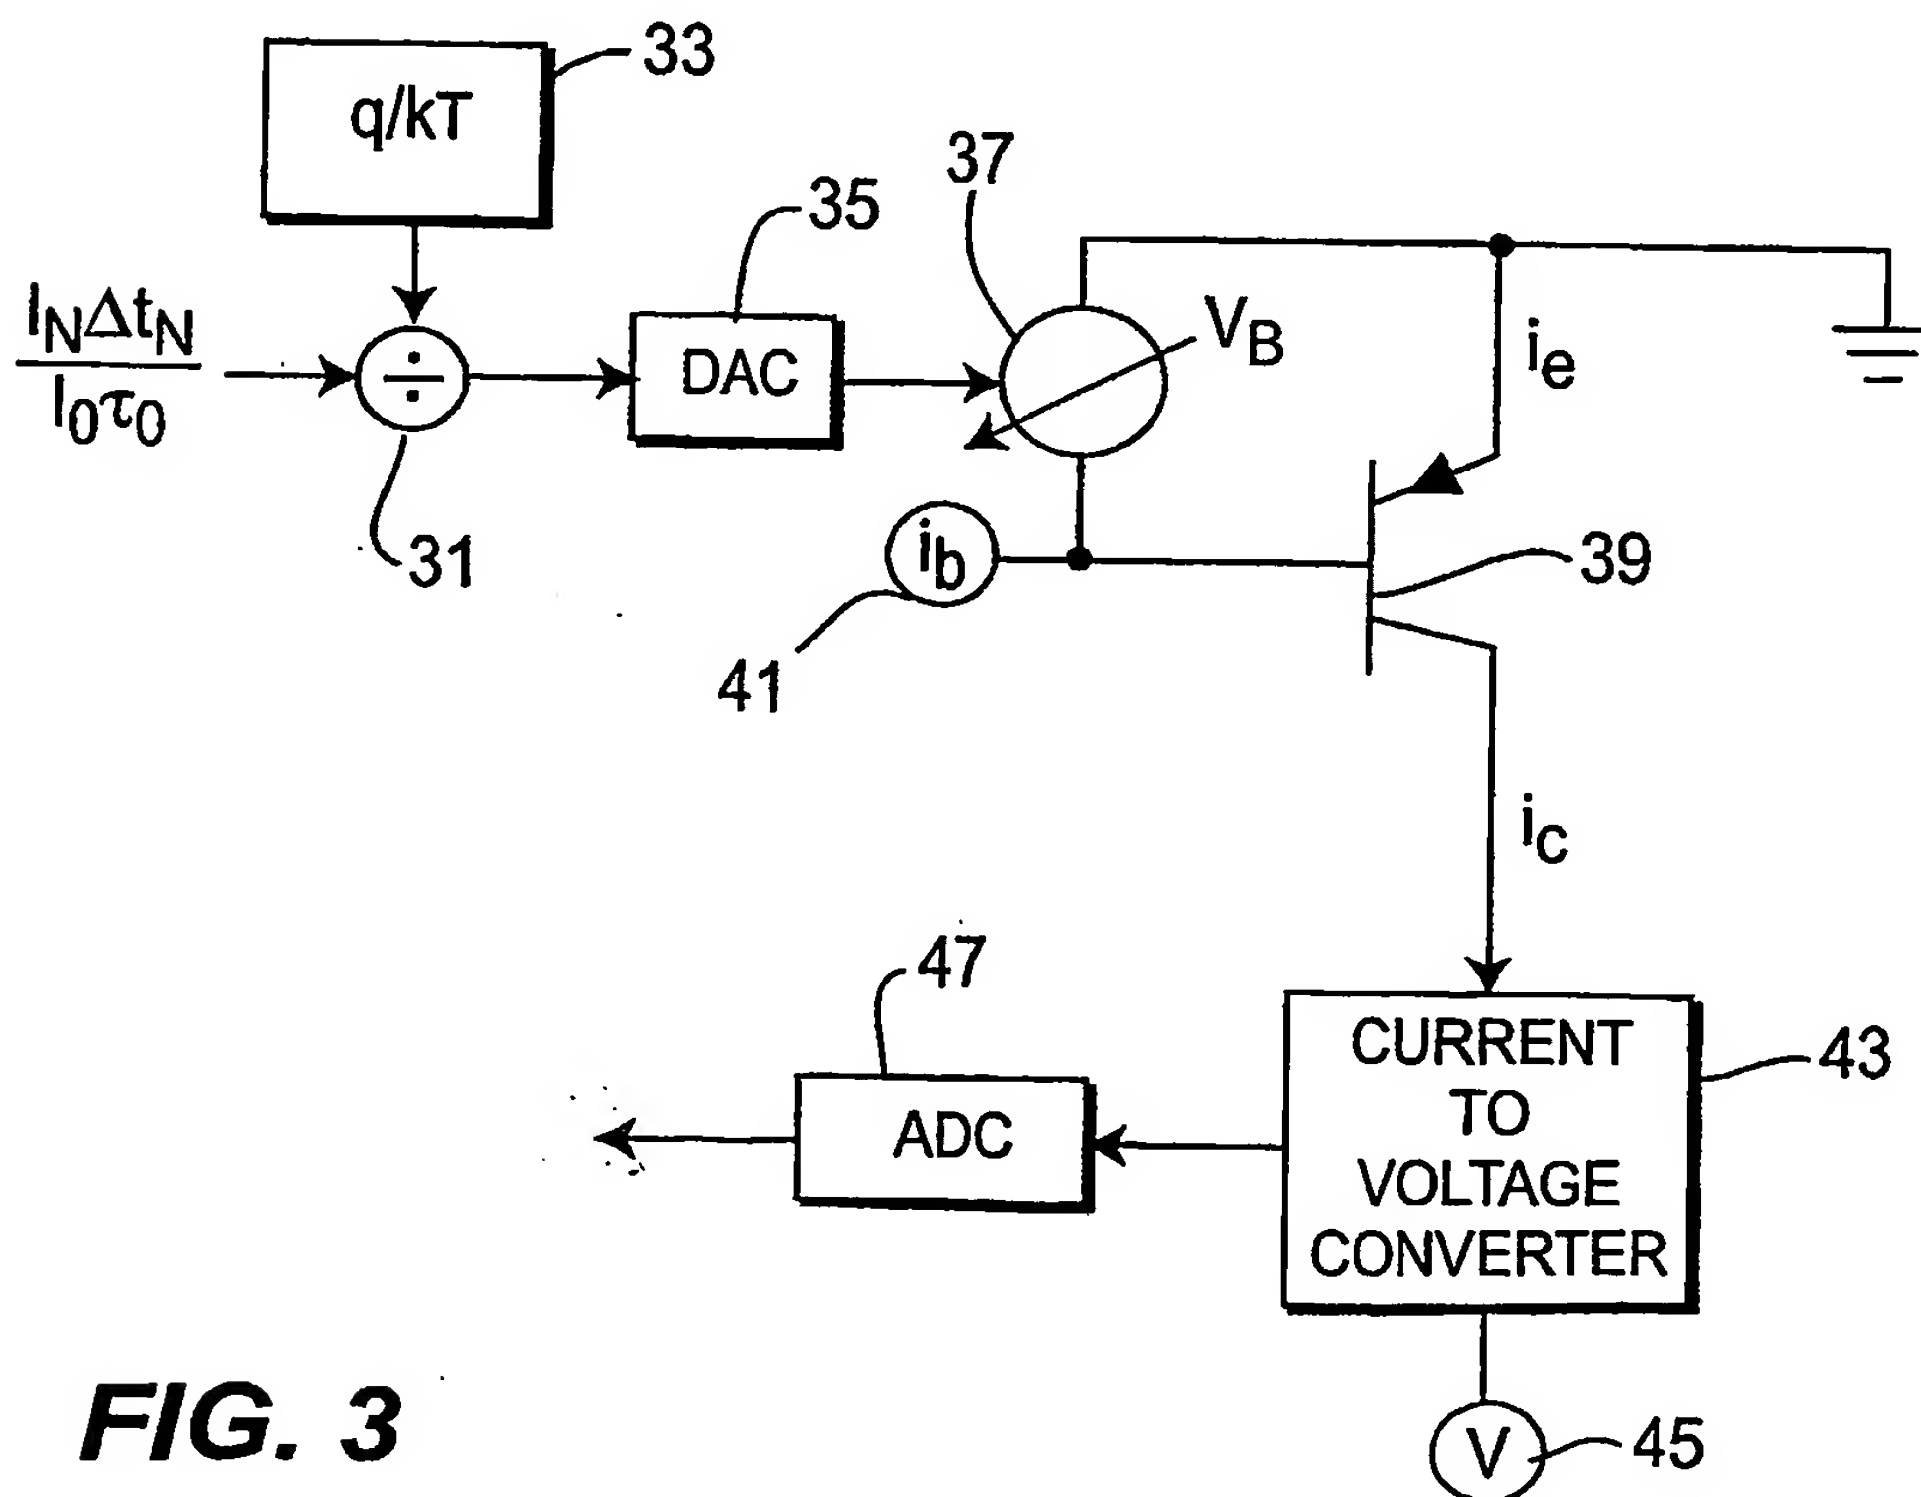 33
q/kT
37
35
I_NΔt_N
I_0τ_0
÷
DAC
V_B
i_e
31
i_b
39
41
i_c
47
ADC
CURRENT
TO
VOLTAGE
CONVERTER
43
FIG. 3
V
45